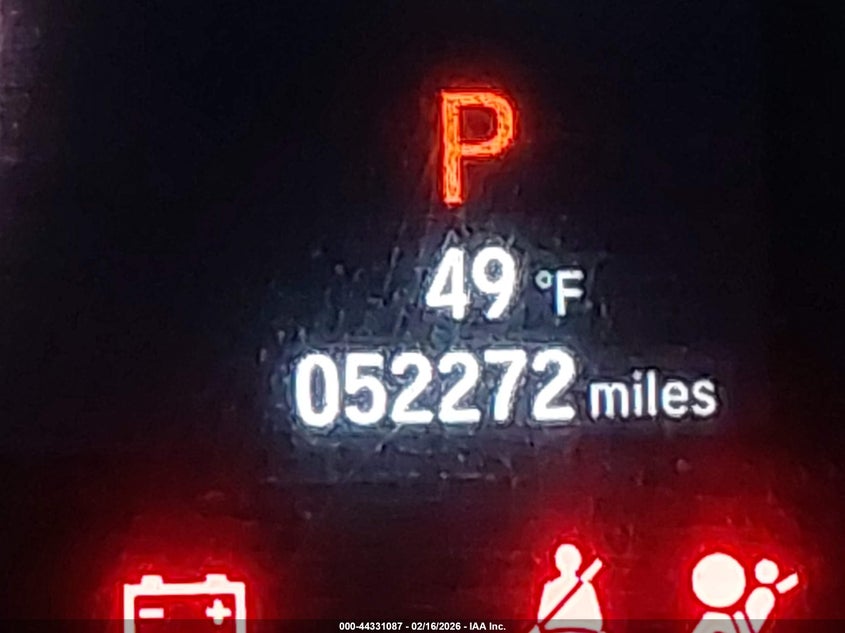 P
49 °F
052272 miles
000-44331087 - 02/16/2026 - IAA Inc.